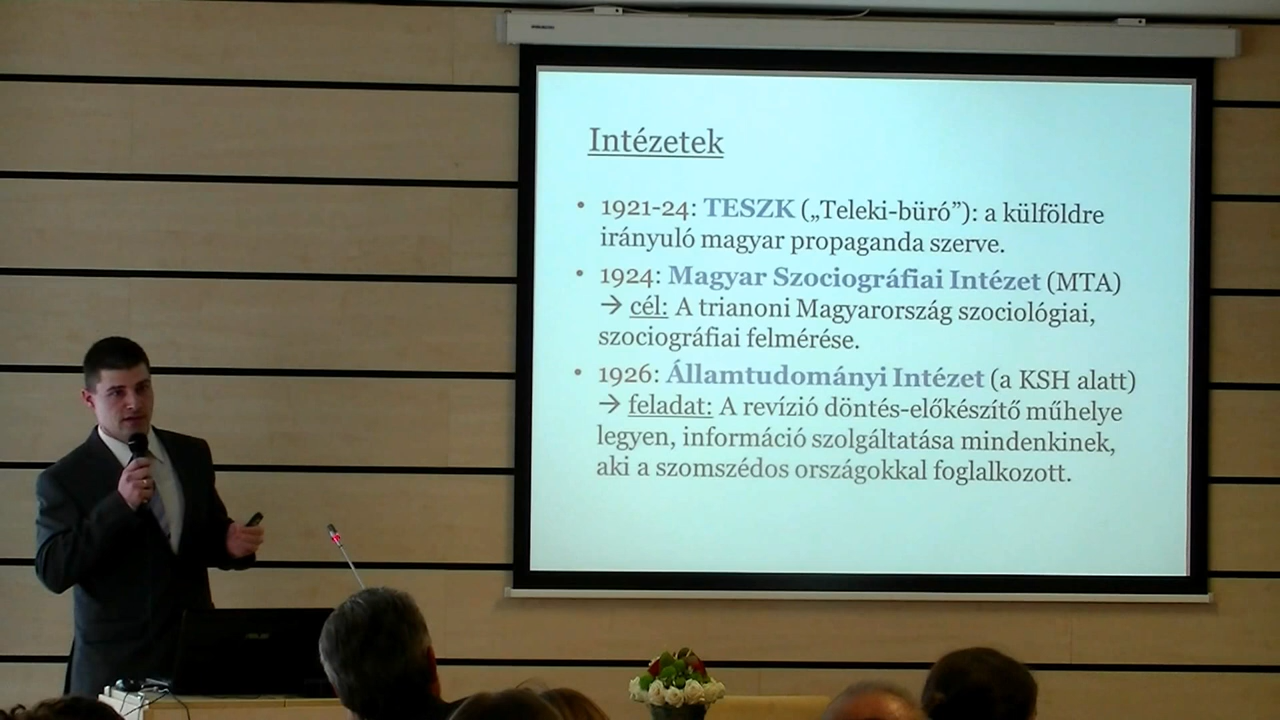 Intézetek
• 1921-24: TESZK („Teleki-büró”): a külföldre
irányuló magyar propaganda szerve.
• 1924: Magyar Szociográfiai Intézet (MTA)
→ cél: A trianoni Magyarország szociológiai,
szociográfiai felmérése.
• 1926: Államtudományi Intézet (a KSH alatt)
→ feladat: A revízió döntés-előkészítő műhelye
legyen, információ szolgáltatása mindenkinek,
aki a szomszédos országokkal foglalkozott.
ASUS